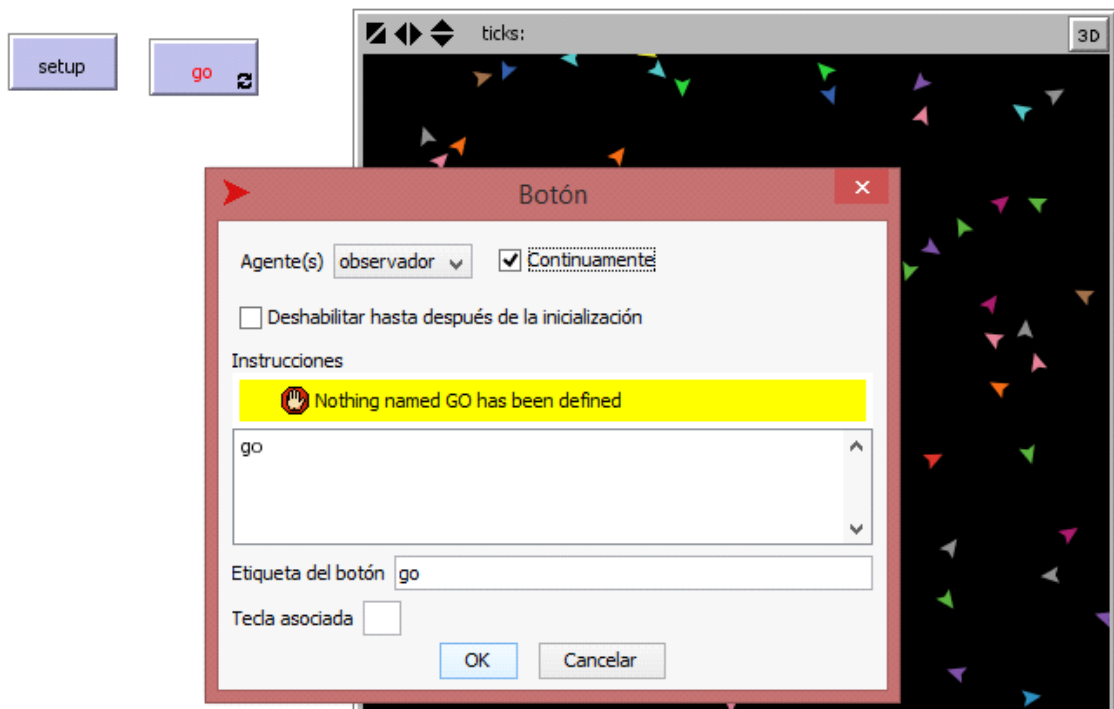 ticks:
3D
setup
go
Botón
Agente(s) observador Continuamente
Deshabilitar hasta después de la inicialización
Instrucciones
Nothing named GO has been defined
go
Etiqueta del botón go
Tecla asociada
OK Cancelar